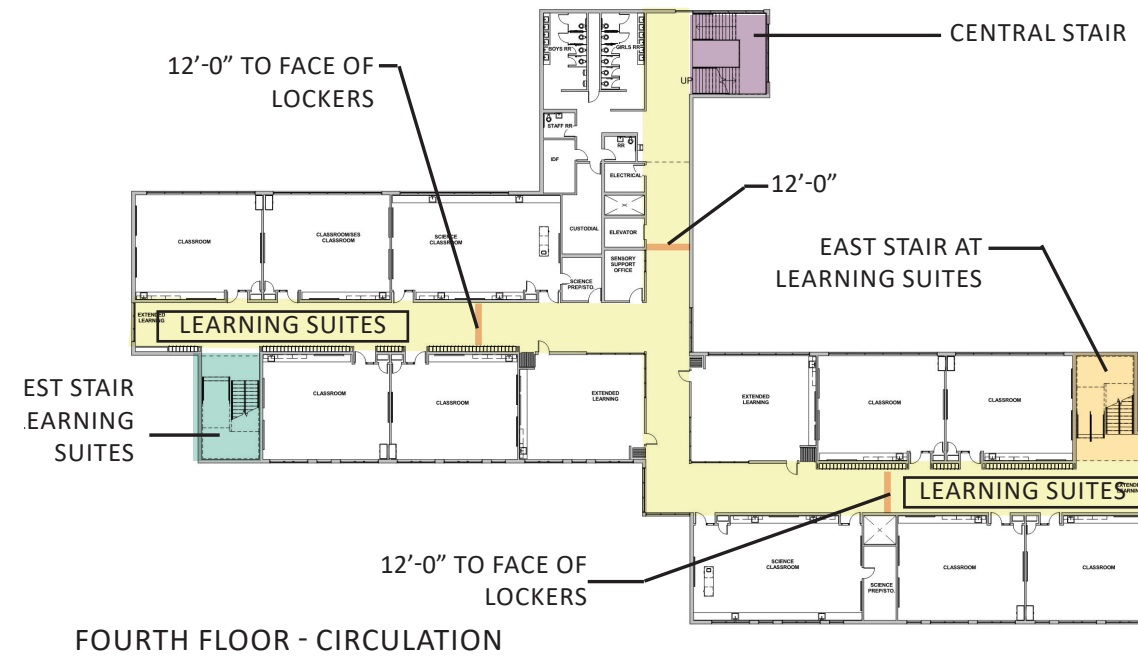 CENTRAL STAIR
12’-0” TO FACE OF
LOCKERS
BOYS RR
GIRLS RR
UP
STAFF RR
IDF
RR
ELECTRICAL
12’-0”
ELEVATOR
CUSTODIAL
SENSORY
SUPPORT
OFFICE
SCIENCE
PREP/STO.
CLASSROOM
CLASSROOM/SES
CLASSROOM
SCIENCE
CLASSROOM
EAST STAIR AT
LEARNING SUITES
EXTENDED
LEARNING
LEARNING SUITES
EST STAIR
LEARNING
SUITES
CLASSROOM
CLASSROOM
EXTENDED
LEARNING
EXTENDED
LEARNING
CLASSROOM
CLASSROOM
LEARNING SUITES
EXTENDED
LEARNING
12’-0” TO FACE OF
LOCKERS
SCIENCE
CLASSROOM
SCIENCE
PREP/STO.
CLASSROOM
CLASSROOM
FOURTH FLOOR - CIRCULATION